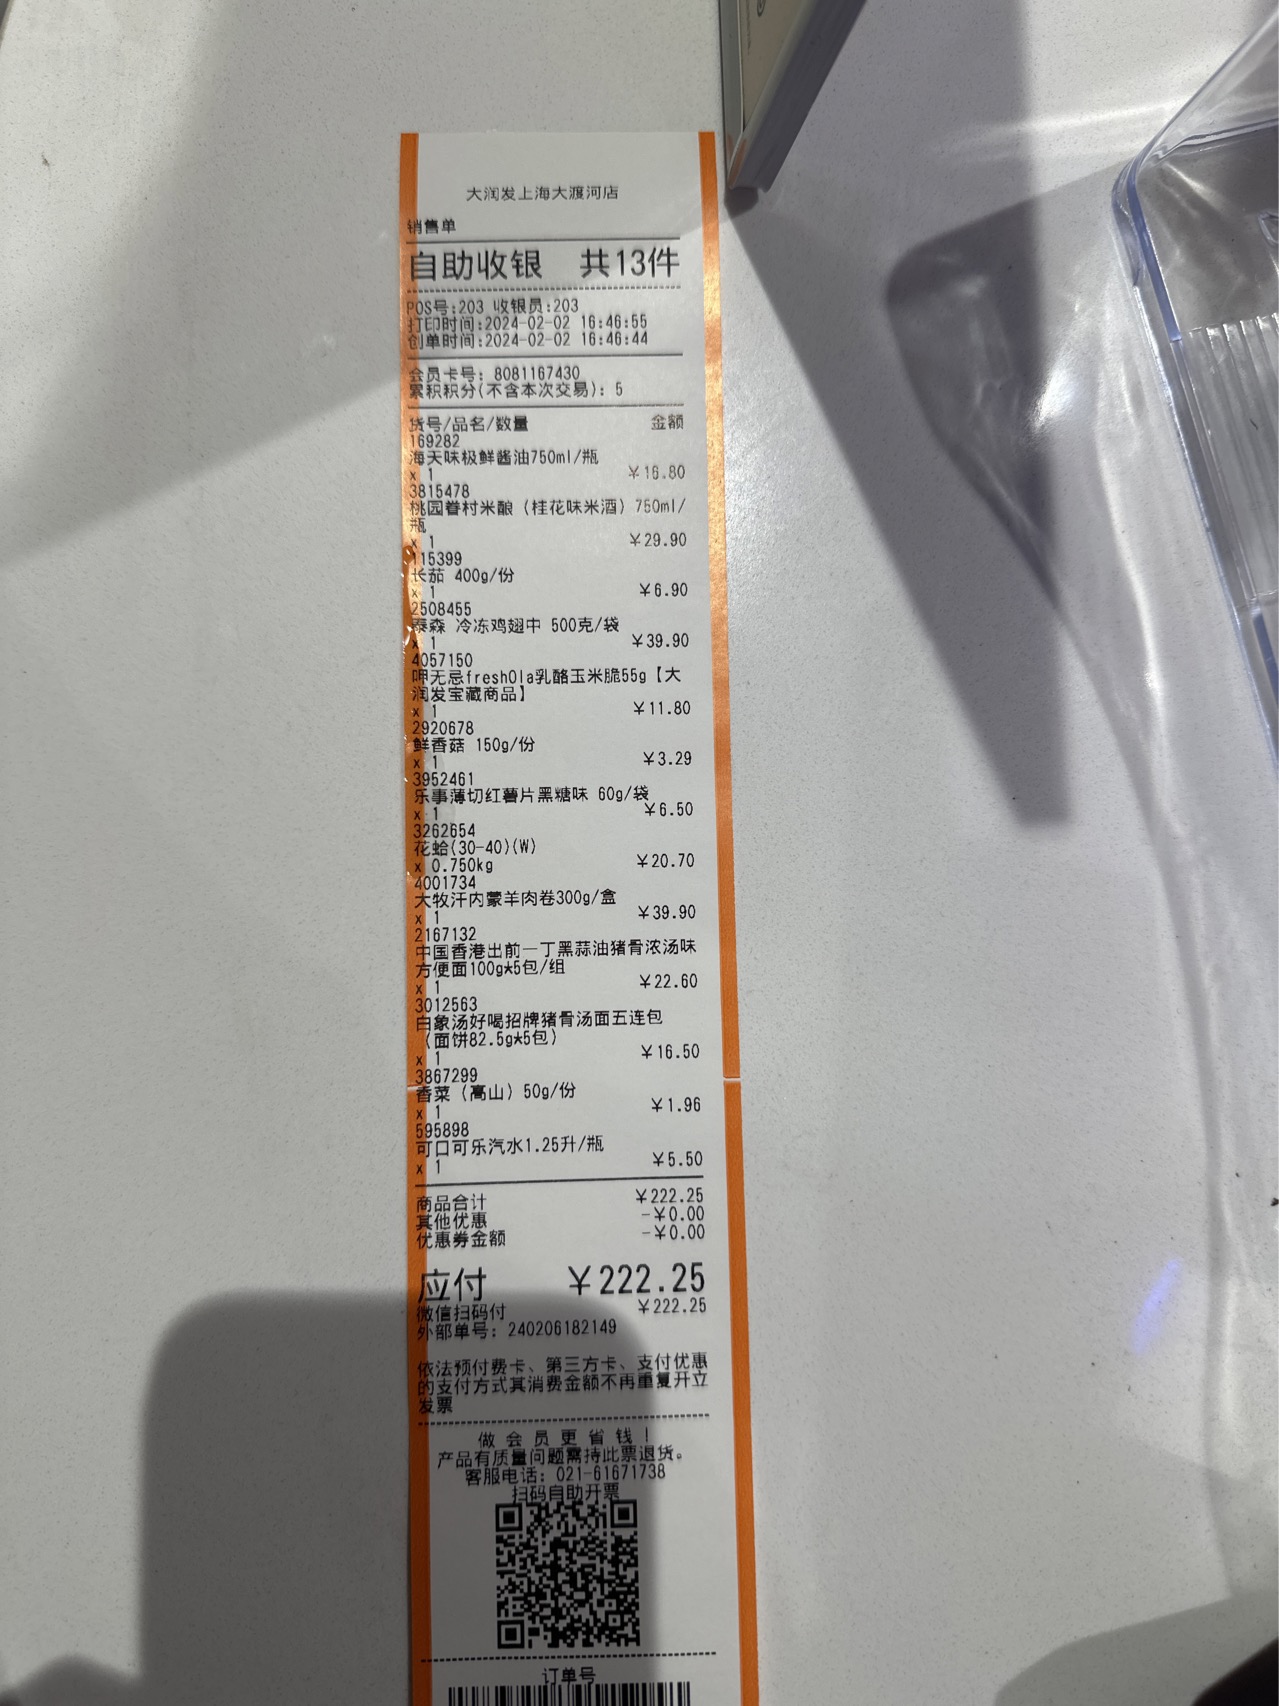 大润发上海大渡河店
销售单
自助收银 共13件
POS号:203 收银员:203
打印时间:2024-02-02 16:46:55
创单时间:2024-02-02 16:46:44
会员卡号: 8081167430
累积积分(不含本次交易): 5
货号/品名/数量 金额
169282
海天味极鲜酱油750ml/瓶
x 1 ￥16.80
3815478
桃园眷村米酿（桂花味米酒）750ml/
瓶
x 1 ￥29.90
115399
长茄 400g/份
x 1 ￥6.90
2508455
泰森 冷冻鸡翅中 500克/袋
x 1 ￥39.90
4057150
呷无忌freshOla乳酪玉米脆55g【大
润发宝藏商品】
x 1 ￥11.80
2920678
鲜香菇 150g/份
x 1 ￥3.29
3952461
乐事薄切红薯片黑糖味 60g/袋
x 1 ￥6.50
3262654
花蛤(30-40)(W)
x 0.750kg ￥20.70
4001734
大牧汗内蒙羊肉卷300g/盒
x 1 ￥39.90
2167132
中国香港出前一丁黑蒜油猪骨浓汤味
方便面100g*5包/组
x 1 ￥22.60
3012563
白象汤好喝招牌猪骨汤面五连包
（面饼82.5g*5包）
x 1 ￥16.50
3867299
香菜（高山）50g/份
x 1 ￥1.96
595898
可口可乐汽水1.25升/瓶
x 1 ￥5.50
商品合计 ￥222.25
其他优惠 -￥0.00
优惠券金额 -￥0.00
应付 ￥222.25
微信扫码付 ￥222.25
外部单号: 240206182149
依法预付费卡、第三方卡、支付优惠
的支付方式其消费金额不再重复开立
发票
做会员更省钱！
产品有质量问题需持此票退货。
客服电话: 021-61671738
扫码自助开票
订单号